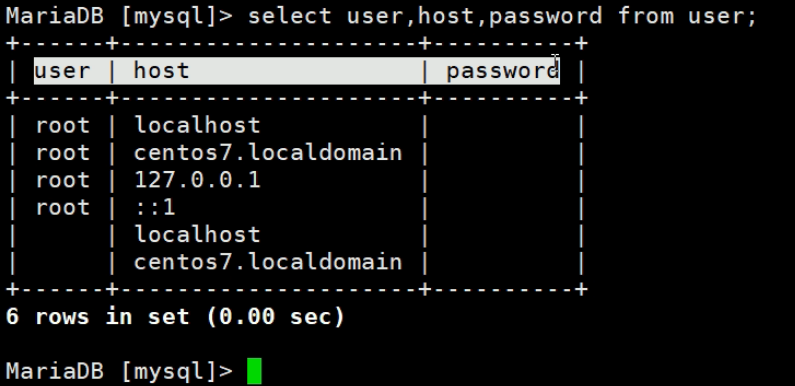 MariaDB [mysql]> select user,host,password from user;
+------+---------------------+----------+
| user | host                | password |
+------+---------------------+----------+
| root | localhost           |          |
| root | centos7.localdomain |          |
| root | 127.0.0.1           |          |
| root | ::1                 |          |
|      | localhost           |          |
|      | centos7.localdomain |          |
+------+---------------------+----------+
6 rows in set (0.00 sec)
MariaDB [mysql]>